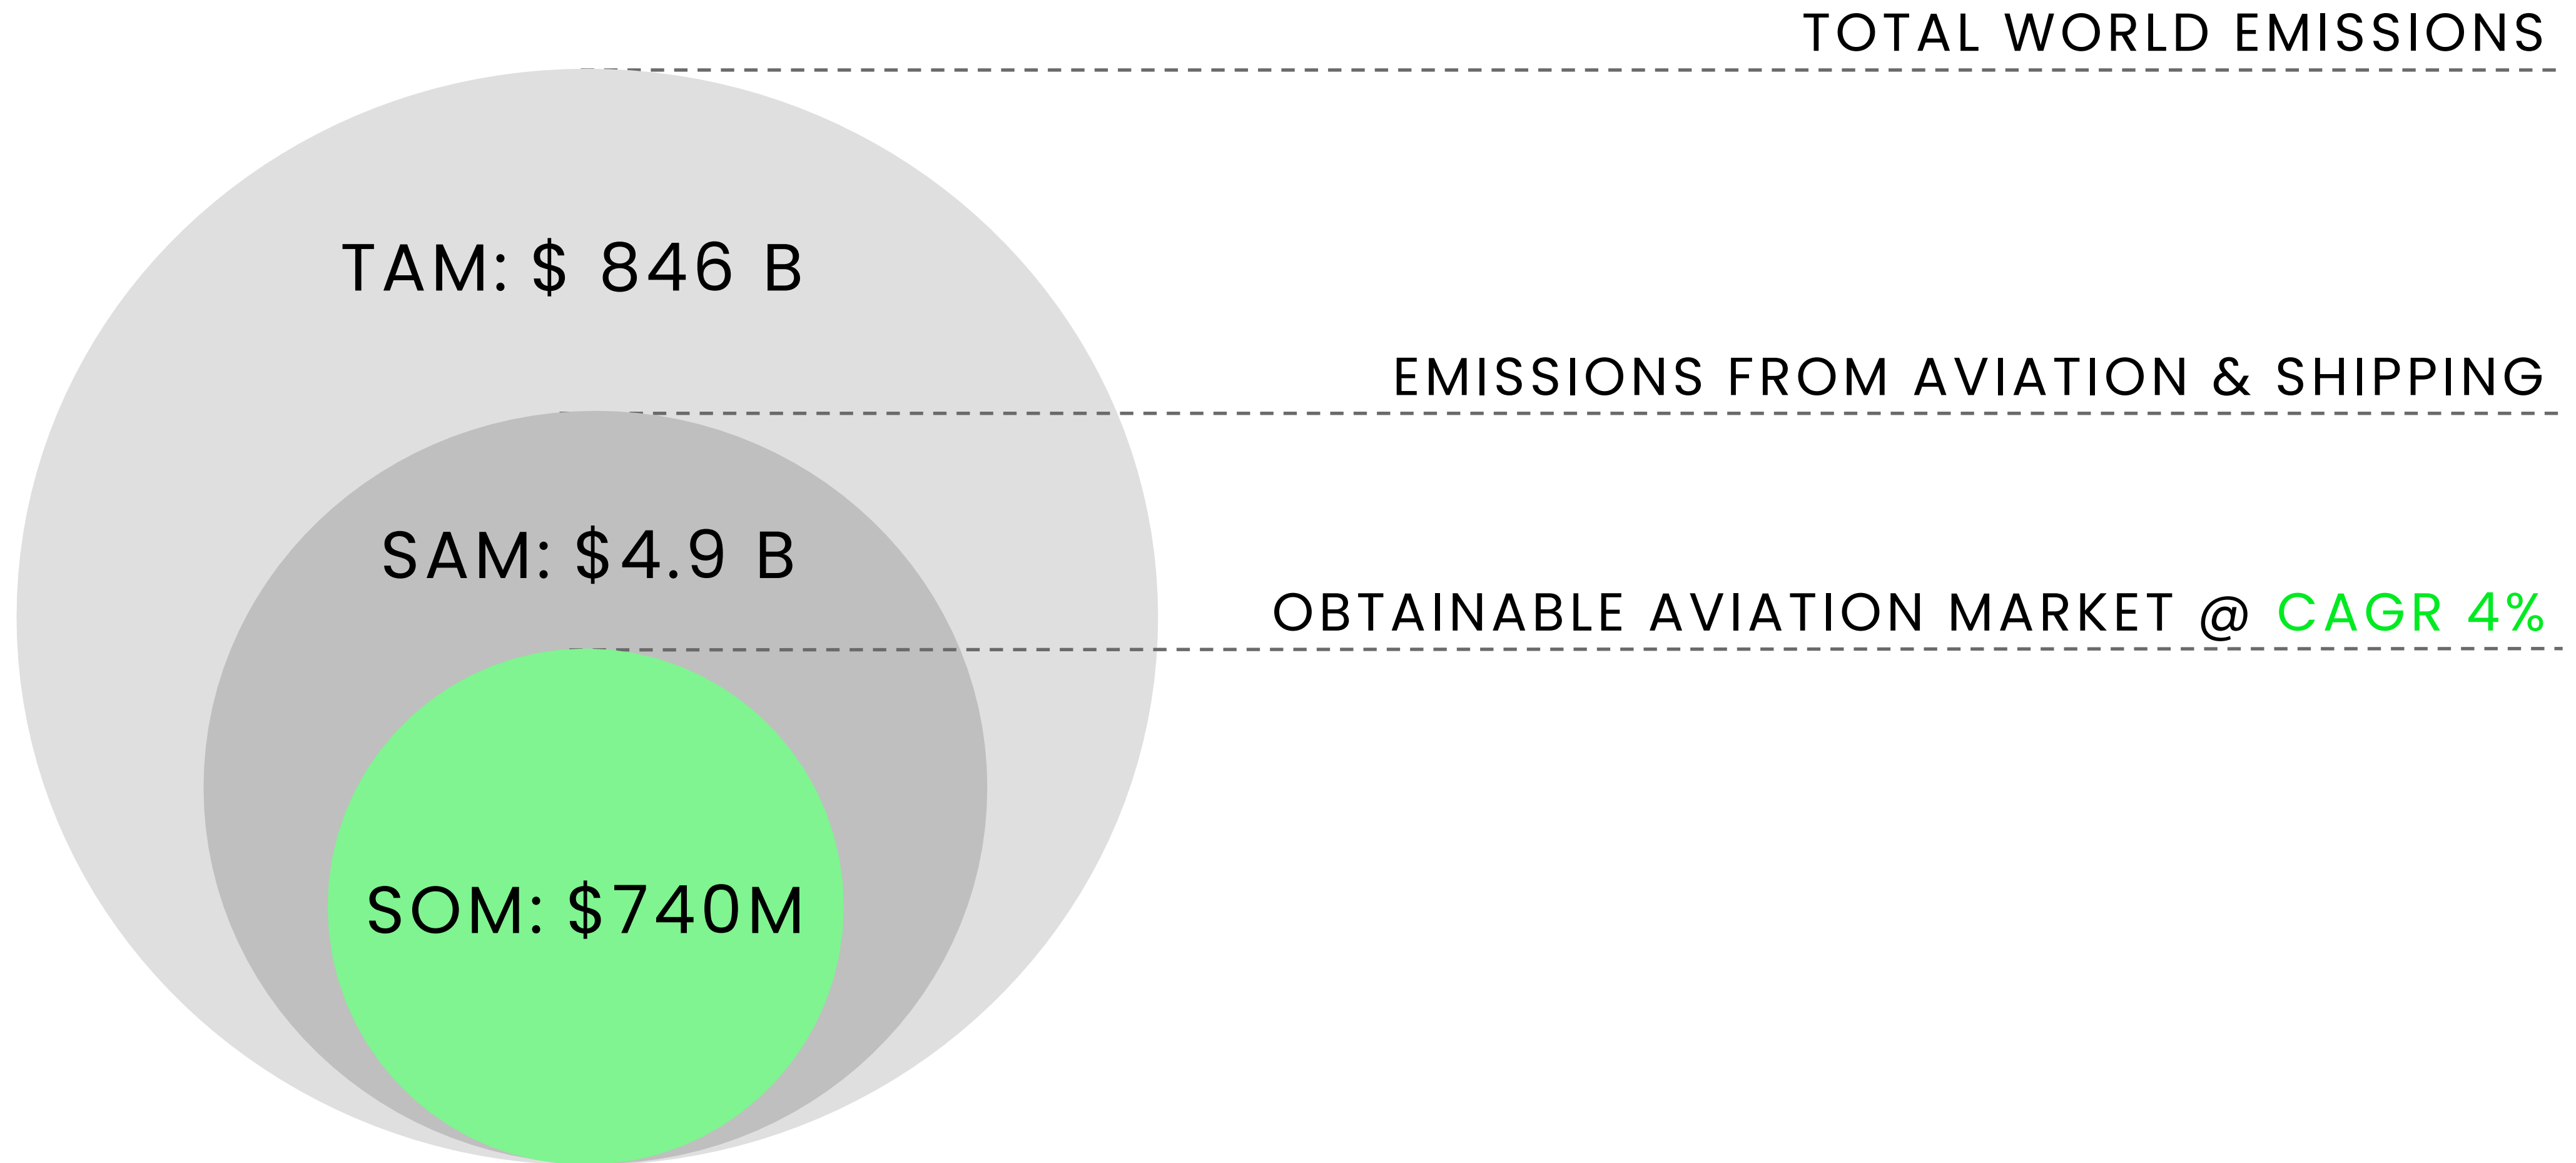 TOTAL WORLD EMISSIONS
TAM: $ 846 B
EMISSIONS FROM AVIATION & SHIPPING
SAM: $4.9 B
OBTAINABLE AVIATION MARKET @ CAGR 4%
SOM: $740M